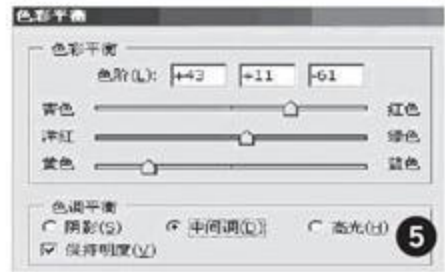 色彩平衡
色彩平衡
色阶(L): +43 +11 -61
青色 红色
洋红 绿色
黄色 蓝色
色调平衡
阴影(S) 中间调(D) 高光(H)
保持明度(V)
5